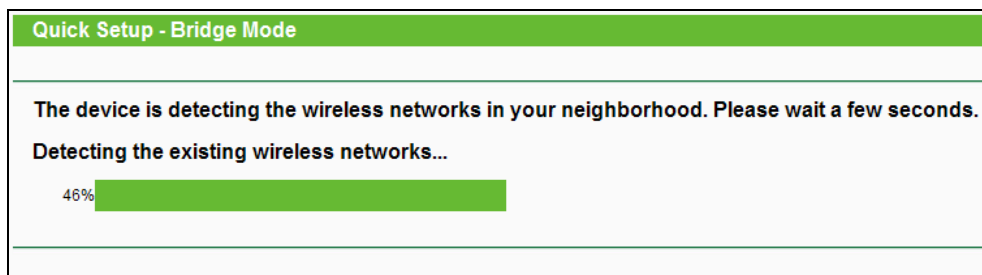 Quick Setup - Bridge Mode
The device is detecting the wireless networks in your neighborhood. Please wait a few seconds.
Detecting the existing wireless networks...
46%